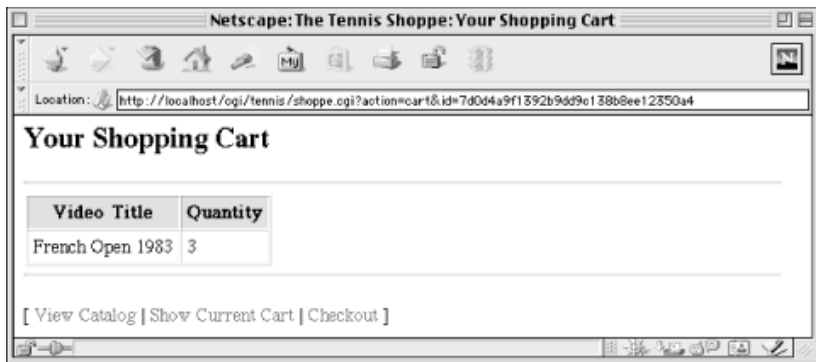 Netscape: The Tennis Shoppe: Your Shopping Cart
My
N
Location: http://localhost/cgi/tennis/shoppe.cgi?action=cart&id=7d0d4a9f1392b9dd9c138b8ee12350a4
Your Shopping Cart
Video Title Quantity
French Open 1983 3
[ View Catalog | Show Current Cart | Checkout ]